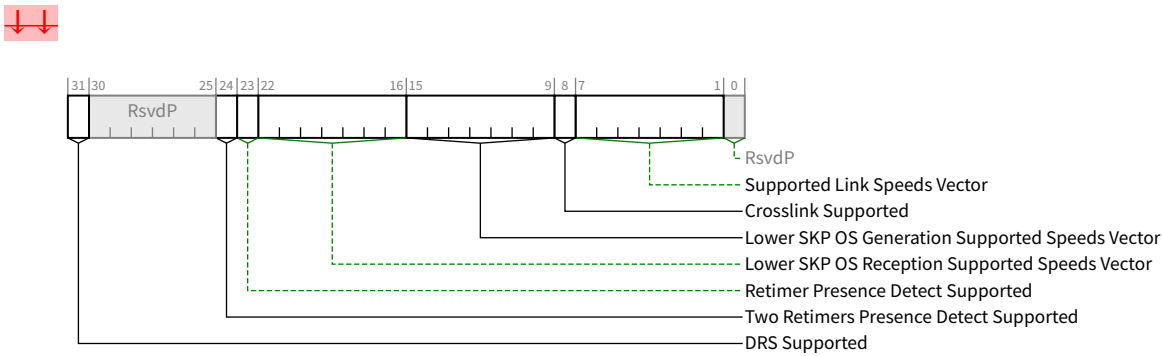 31 30 25 24 23 22 16 15 9 8 7 1 0
RsvdP
RsvdP
Supported Link Speeds Vector
Crosslink Supported
Lower SKP OS Generation Supported Speeds Vector
Lower SKP OS Reception Supported Speeds Vector
Retimer Presence Detect Supported
Two Retimers Presence Detect Supported
DRS Supported